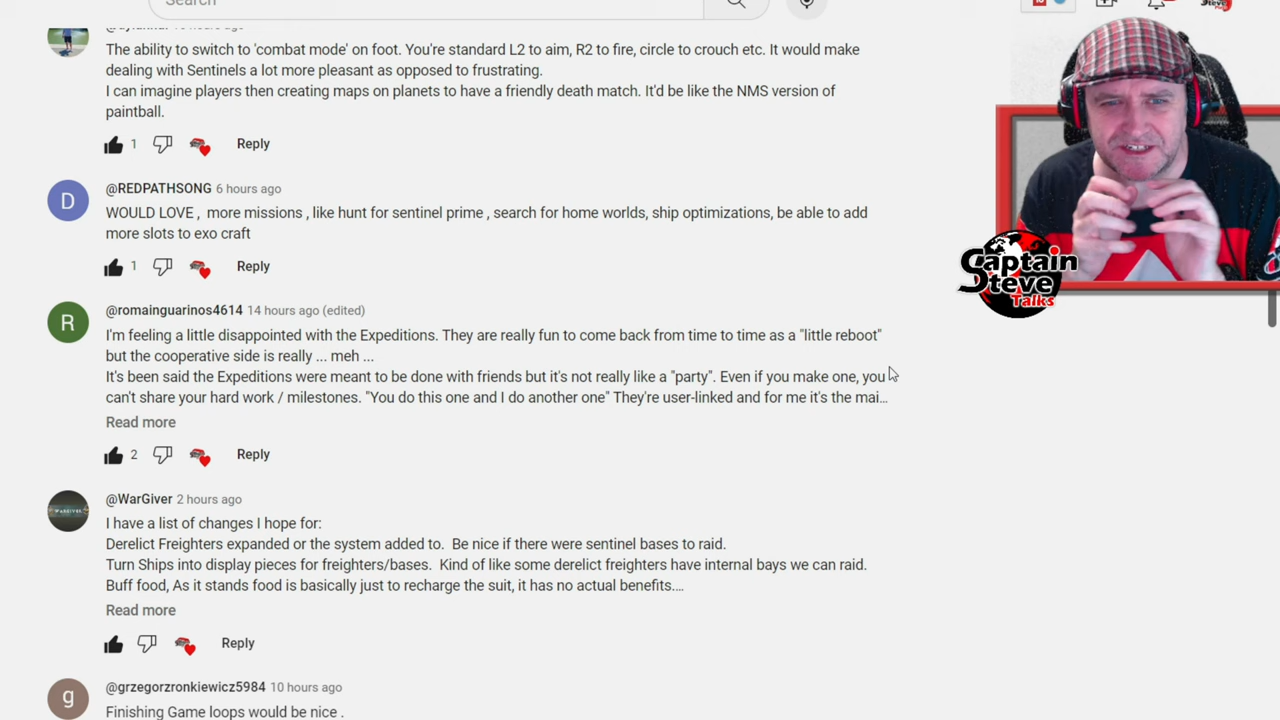 Search
The ability to switch to 'combat mode' on foot. You're standard L2 to aim, R2 to fire, circle to crouch etc. It would make
dealing with Sentinels a lot more pleasant as opposed to frustrating.
I can imagine players then creating maps on planets to have a friendly death match. It'd be like the NMS version of
paintball.
1 Reply
D
@REDPATHSONG 6 hours ago
WOULD LOVE , more missions , like hunt for sentinel prime , search for home worlds, ship optimizations, be able to add
more slots to exo craft
1 Reply
Captain
Steve
Talks
R
@romainguarinos4614 14 hours ago (edited)
I'm feeling a little disappointed with the Expeditions. They are really fun to come back from time to time as a "little reboot"
but the cooperative side is really ... meh ...
It's been said the Expeditions were meant to be done with friends but it's not really like a "party". Even if you make one, you
can't share your hard work / milestones. "You do this one and I do another one" They're user-linked and for me it's the mai...
Read more
2 Reply
@WarGiver 2 hours ago
I have a list of changes I hope for:
Derelict Freighters expanded or the system added to.  Be nice if there were sentinel bases to raid.
Turn Ships into display pieces for freighters/bases.  Kind of like some derelict freighters have internal bays we can raid.
Buff food, As it stands food is basically just to recharge the suit, it has no actual benefits....
Read more
Reply
g
@grzegorzronkiewicz5984 10 hours ago
Finishing Game loops would be nice .